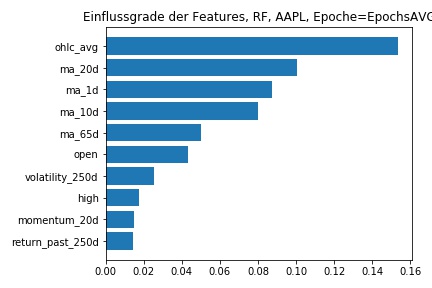 Einflussgrade der Features, RF, AAPL, Epoche=EpochsAVG
ohlc_avg
ma_20d
ma_1d
ma_10d
ma_65d
open
volatility_250d
high
momentum_20d
return_past_250d
0.00 0.02 0.04 0.06 0.08 0.10 0.12 0.14 0.16